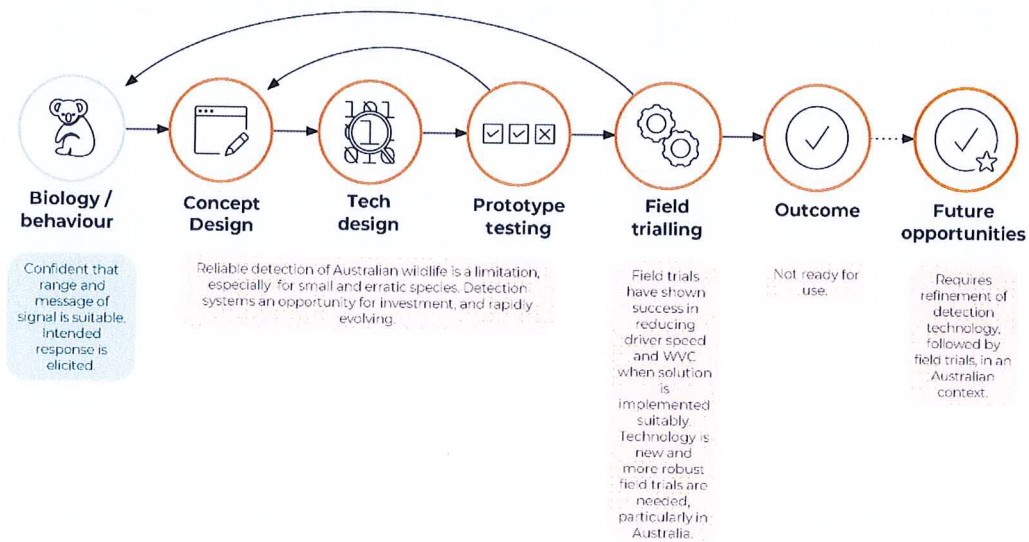 Biology /
behaviour
Concept
Design
Tech
design
Prototype
testing
Field
trialling
Outcome
Future
opportunities
Confident that
range and
message of
signal is suitable.
Intended
response is
elicited.
Reliable detection of Australian wildlife is a limitation,
especially for small and erratic species. Detection
systems an opportunity for investment, and rapidly
evolving.
Field trials
have shown
success in
reducing
driver speed
and WVC
when solution
is
implemented
suitably.
Technology is
new and
more robust
field trials are
needed,
particularly in
Australia.
Not ready for
use.
Requires
refinement of
detection
technology,
followed by
field trials, in an
Australian
context.